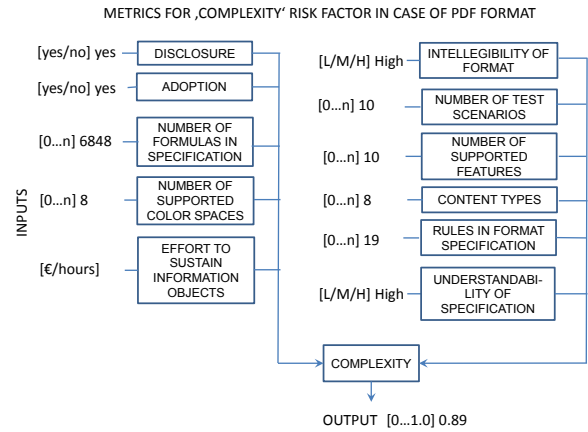 METRICS FOR ‚COMPLEXITY‘ RISK FACTOR IN CASE OF PDF FORMAT
INPUTS
[yes/no] yes
DISCLOSURE
[yes/no] yes
ADOPTION
[0...n] 6848
NUMBER OF
FORMULAS IN
SPECIFICATION
[0...n] 8
NUMBER OF
SUPPORTED
COLOR SPACES
[€/hours]
EFFORT TO
SUSTAIN
INFORMATION
OBJECTS
[L/M/H] High
INTELLEGIBILITY OF
FORMAT
[0...n] 10
NUMBER OF TEST
SCENARIOS
[0...n] 10
NUMBER OF
SUPPORTED
FEATURES
[0...n] 8
CONTENT TYPES
[0...n] 19
RULES IN FORMAT
SPECIFICATION
[L/M/H] High
UNDERSTANDABI-
LITY OF
SPECIFICATION
COMPLEXITY
OUTPUT [0...1.0] 0.89